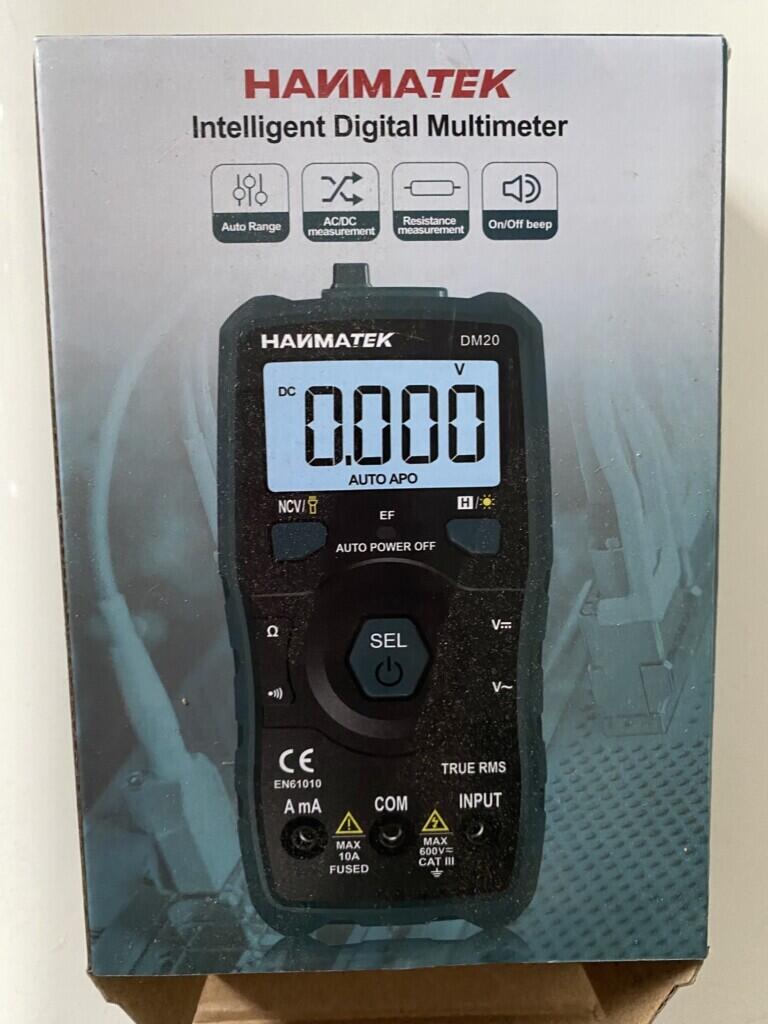 HANMATEK
Intelligent Digital Multimeter
Auto Range
AC/DC
measurement
Resistance
measurement
On/Off beep
HANMATEK DM20
V
DC
0.000
AUTO APO
NCV/
H/
EF
AUTO POWER OFF
SEL
Ω
V⎓
V~
CE
EN61010
TRUE RMS
A mA
COM
INPUT
MAX
10A
FUSED
MAX
600V≂
CAT III